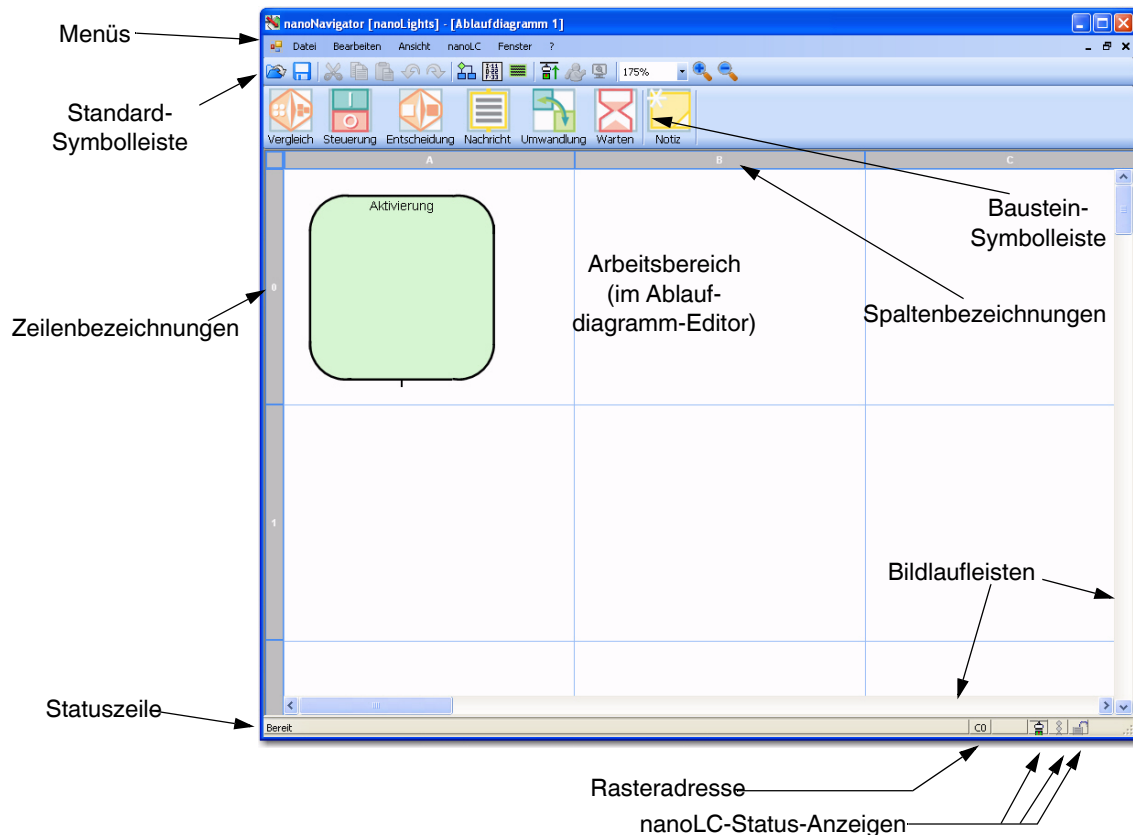 nanoNavigator [nanoLights] - [Ablaufdiagramm 1]
Menüs
Datei Bearbeiten Ansicht nanoLC Fenster ?
175%
Standard-
Symbolleiste
Vergleich Steuerung Entscheidung Nachricht Umwandlung Warten Notiz
A B C
Aktivierung
Baustein-
Symbolleiste
Arbeitsbereich
(im Ablauf-
diagramm-Editor)
0
Zeilenbezeichnungen
Spaltenbezeichnungen
1
Bildlaufleisten
Statuszeile
Bereit
C0
Rasteradresse
nanoLC-Status-Anzeigen